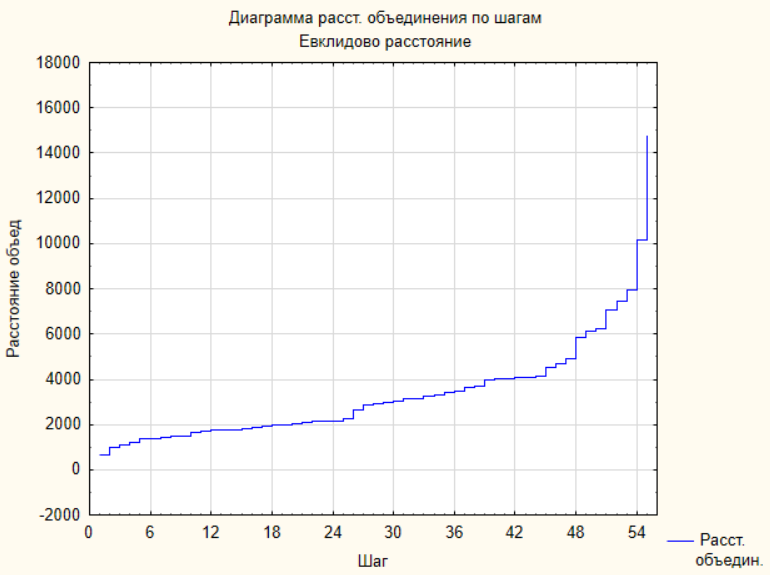 Диаграмма расст. объединения по шагам
Евклидово расстояние
18000
16000
14000
12000
10000
8000
6000
4000
2000
0
-2000
Расстояние объед
0 6 12 18 24 30 36 42 48 54
Шаг
Расст.
объедин.